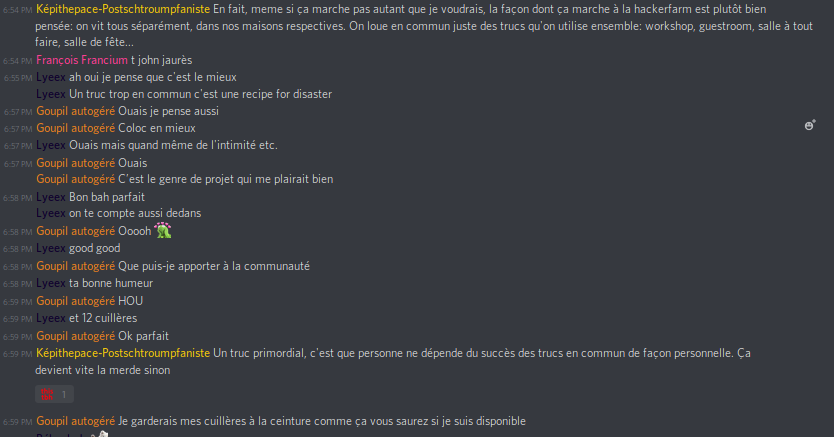 6:54 PM Képithepace-Postschtroumpfaniste En fait, meme si ça marche pas autant que je voudrais, la façon dont ça marche à la hackerfarm est plutôt bien
pensée: on vit tous séparément, dans nos maisons respectives. On loue en commun juste des trucs qu'on utilise ensemble: workshop, guestroom, salle à tout
faire, salle de fête...
6:54 PM François Francium t john jaurès
6:55 PM Lyeex ah oui je pense que c'est le mieux
Lyeex Un truc trop en commun c'est une recipe for disaster
6:57 PM Goupil autogéré Ouais je pense aussi
6:57 PM Goupil autogéré Coloc en mieux
6:57 PM Lyeex Ouais mais quand même de l'intimité etc.
6:57 PM Goupil autogéré Ouais
Goupil autogéré C'est le genre de projet qui me plairait bien
6:58 PM Lyeex Bon bah parfait
Lyeex on te compte aussi dedans
6:58 PM Goupil autogéré Ooooh
6:58 PM Lyeex good good
6:58 PM Goupil autogéré Que puis-je apporter à la communauté
6:58 PM Lyeex ta bonne humeur
6:59 PM Goupil autogéré HOU
6:59 PM Lyeex et 12 cuillères
6:59 PM Goupil autogéré Ok parfait
6:59 PM Képithepace-Postschtroumpfaniste Un truc primordial, c'est que personne ne dépende du succès des trucs en commun de façon personnelle. Ça
devient vite la merde sinon
1
6:59 PM Goupil autogéré Je garderais mes cuillères à la ceinture comme ça vous saurez si je suis disponible